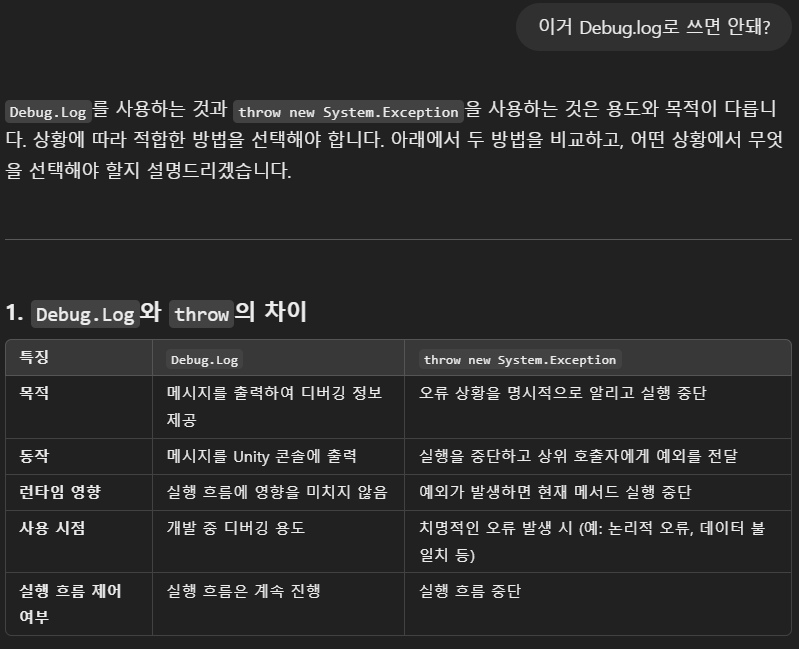 이거 Debug.log로 쓰면 안돼?
Debug.Log를 사용하는 것과 throw new System.Exception을 사용하는 것은 용도와 목적이 다릅니
다. 상황에 따라 적합한 방법을 선택해야 합니다. 아래에서 두 방법을 비교하고, 어떤 상황에서 무엇
을 선택해야 할지 설명드리겠습니다.
1. Debug.Log와 throw의 차이
특징 Debug.Log throw new System.Exception
목적 메시지를 출력하여 디버깅 정보 오류 상황을 명시적으로 알리고 실행 중단
제공
동작 메시지를 Unity 콘솔에 출력 실행을 중단하고 상위 호출자에게 예외를 전달
런타임 영향 실행 흐름에 영향을 미치지 않음 예외가 발생하면 현재 메서드 실행 중단
사용 시점 개발 중 디버깅 용도 치명적인 오류 발생 시 (예: 논리적 오류, 데이터 불
일치 등)
실행 흐름 제어 실행 흐름은 계속 진행 실행 흐름 중단
여부